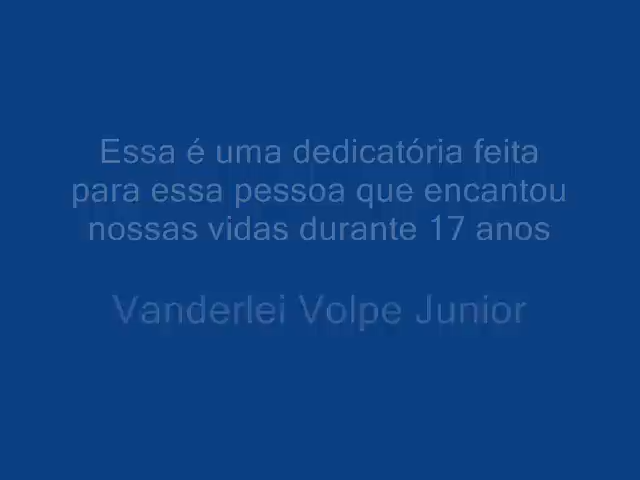 Essa é uma dedicatória feita
para essa pessoa que encantou
nossas vidas durante 17 anos
Vanderlei Volpe Junior